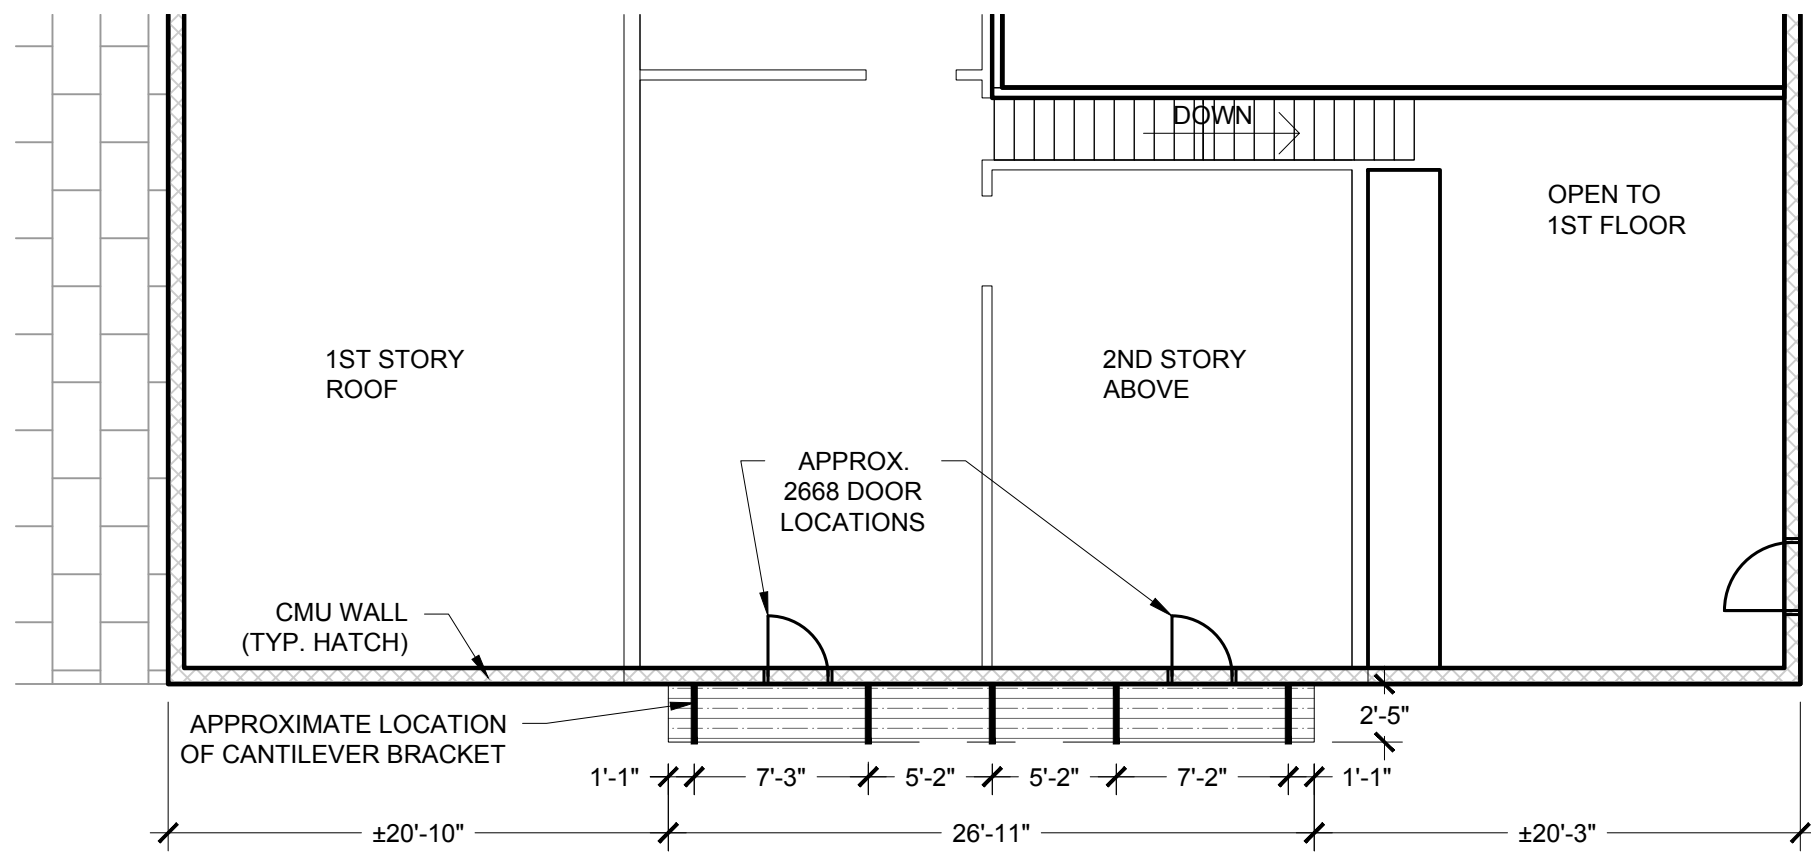 DOWN
OPEN TO
1ST FLOOR
1ST STORY
ROOF
2ND STORY
ABOVE
APPROX.
2668 DOOR
LOCATIONS
CMU WALL
(TYP. HATCH)
APPROXIMATE LOCATION
OF CANTILEVER BRACKET
2'-5"
1'-1"
7'-3"
5'-2"
5'-2"
7'-2"
1'-1"
±20'-10"
26'-11"
±20'-3"